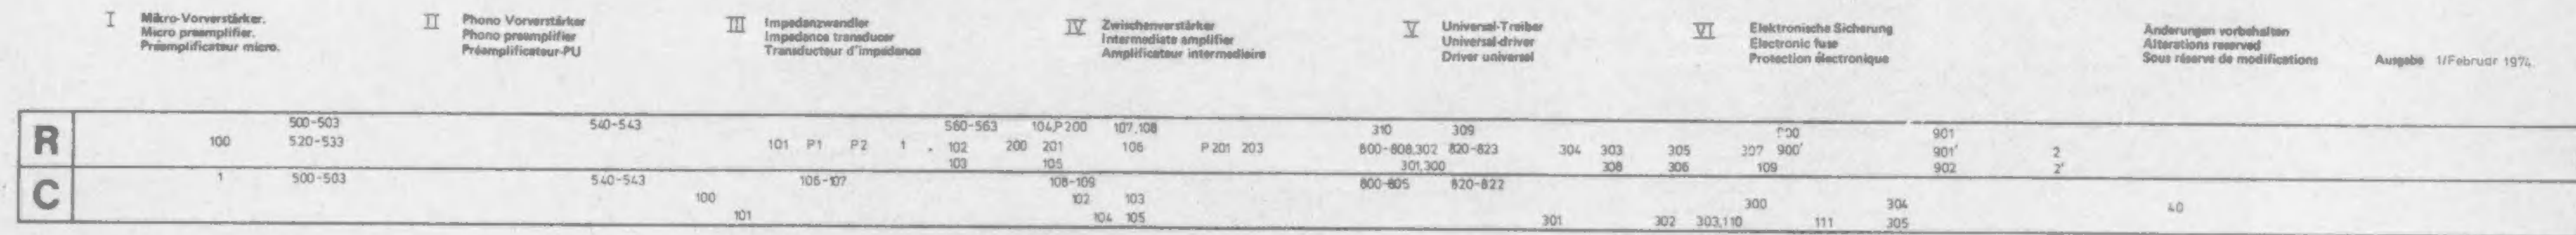 I Mikro-Vorverstärker.
Micro preamplifier.
Préamplificateur micro.
II Phono Vorverstärker
Phono preamplifier
Préamplificateur-PU
III Impedanzwandler
Impedance transducer
Transducteur d'impédance
IV Zwischenverstärker
Intermediate amplifier
Amplificateur intermediaire
V Universal-Treiber
Universal-driver
Driver universel
VI Elektronische Sicherung
Electronic fuse
Protection électronique
Änderungen vorbehalten
Alterations reserved
Sous réserve de modifications
Ausgabe 1/Februar 1974.
R
500-503 540-543 560-563 104,P200 107,108 310 309 901
100 520-533 101 P1 P2 1 102 200 201 106 P201 203 800-808,302 820-823 304 303 305 307 900' 901' 2
103 105 301,300 308 306 109 902 2'
C
1 500-503 540-543 106-107 108-109 800-805 820-822
100 102 103 300 304 40
101 104 105 301 302 303,110 111 305